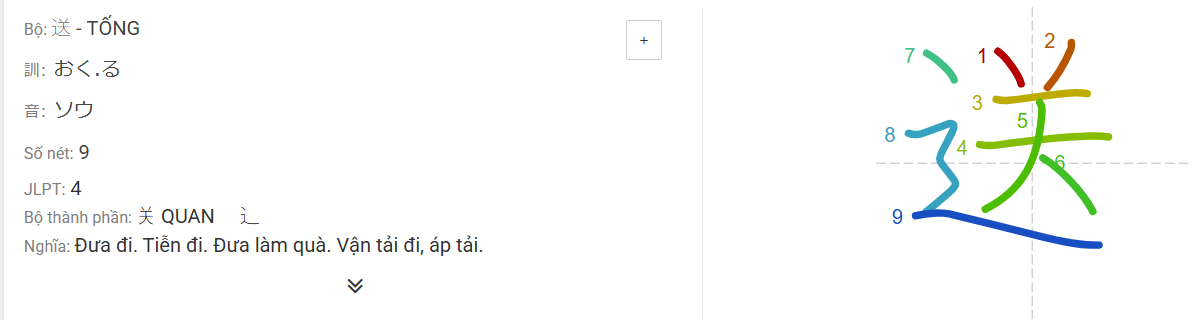 Bộ: 送 - TỐNG
+
訓: おく.る
音: ソウ
Số nét: 9
JLPT: 4
Bộ thành phần: 关 QUAN 辶
Nghĩa: Đưa đi. Tiễn đi. Đưa làm quà. Vận tải đi, áp tải.
7 1 2
3
5
8 4 6
9
送